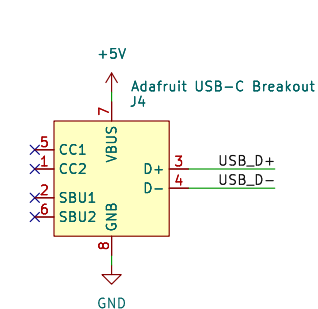 +5V
Adafruit USB-C Breakout
J4
7
VBUS
5 CC1
1 CC2
D+ 3 USB_D+
D- 4 USB_D-
2 SBU1
6 SBU2
GNB
8
GND